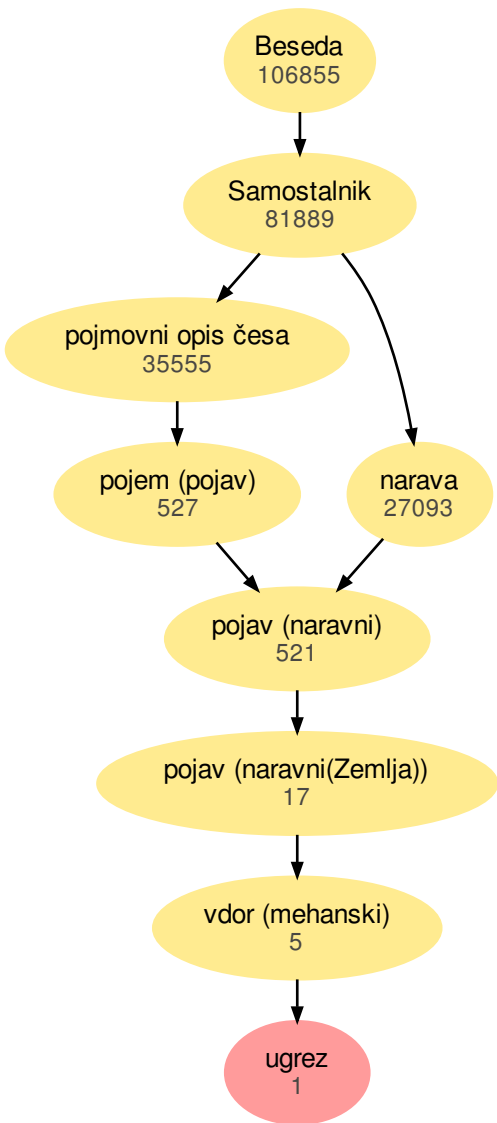 Beseda
106855
Samostalnik
81889
pojmovni opis česa
35555
pojem (pojav)
527
narava
27093
pojav (naravni)
521
pojav (naravni(Zemlja))
17
vdor (mehanski)
5
ugrez
1